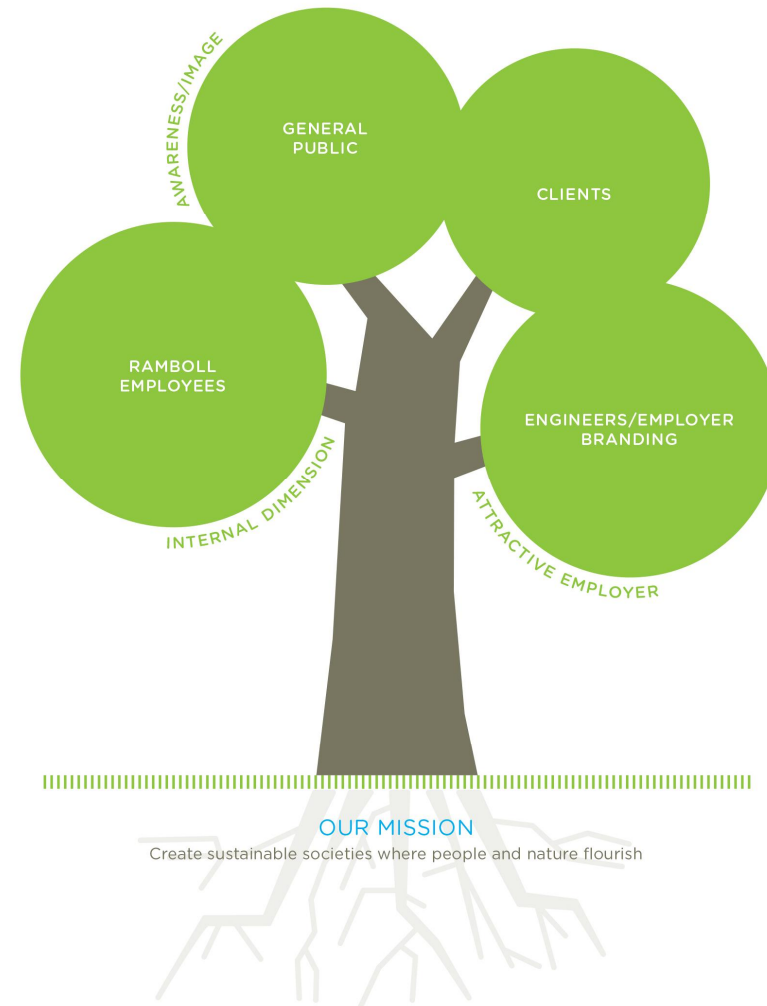 AWARENESS/IMAGE
GENERAL
PUBLIC
CLIENTS
RAMBOLL
EMPLOYEES
INTERNAL DIMENSION
ENGINEERS/EMPLOYER
BRANDING
ATTRACTIVE EMPLOYER
OUR MISSION
Create sustainable societies where people and nature flourish